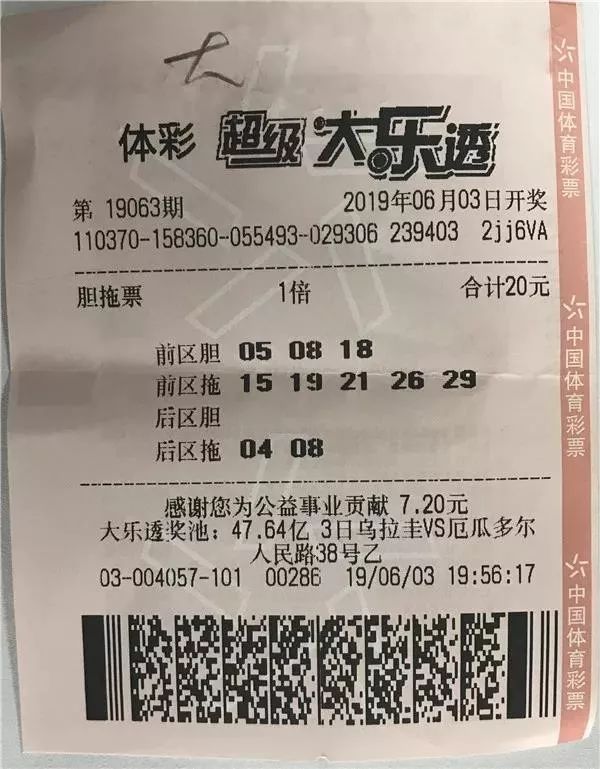 大
体彩 超级大乐透
第 19063期 2019年06月03日开奖
110370-158360-055493-029306 239403 2jj6VA
胆拖票 1倍 合计20元
前区胆 05 08 18
前区拖 15 19 21 26 29
后区胆
后区拖 04 08
感谢您为公益事业贡献 7.20元
大乐透奖池：47.64亿 3日乌拉圭VS厄瓜多尔
人民路38号乙
03-004057-101 00286 19/06/03 19:56:17
中国体育彩票
中国体育彩票
中国体育彩票